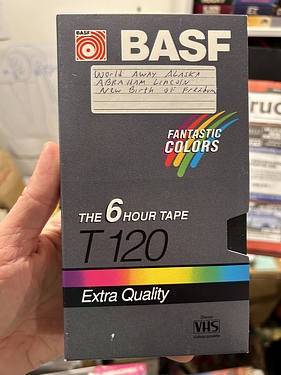 BASF
BASF
World Away Alaska
ABRAHAM LINCOLN
New Birth of Freedom
FANTASTIC
COLORS
THE 6 HOUR TAPE
T 120
Extra Quality
VHS